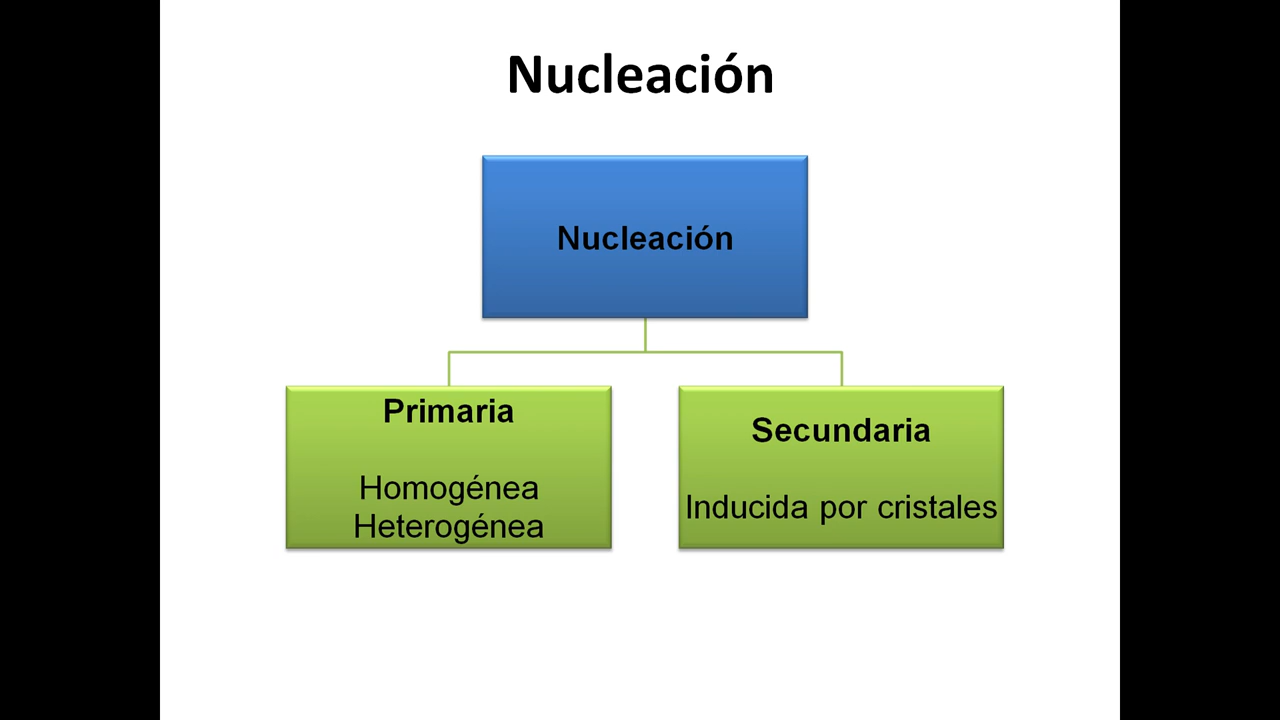 Nucleación
Nucleación
Primaria
Homogénea
Heterogénea
Secundaria
Inducida por cristales